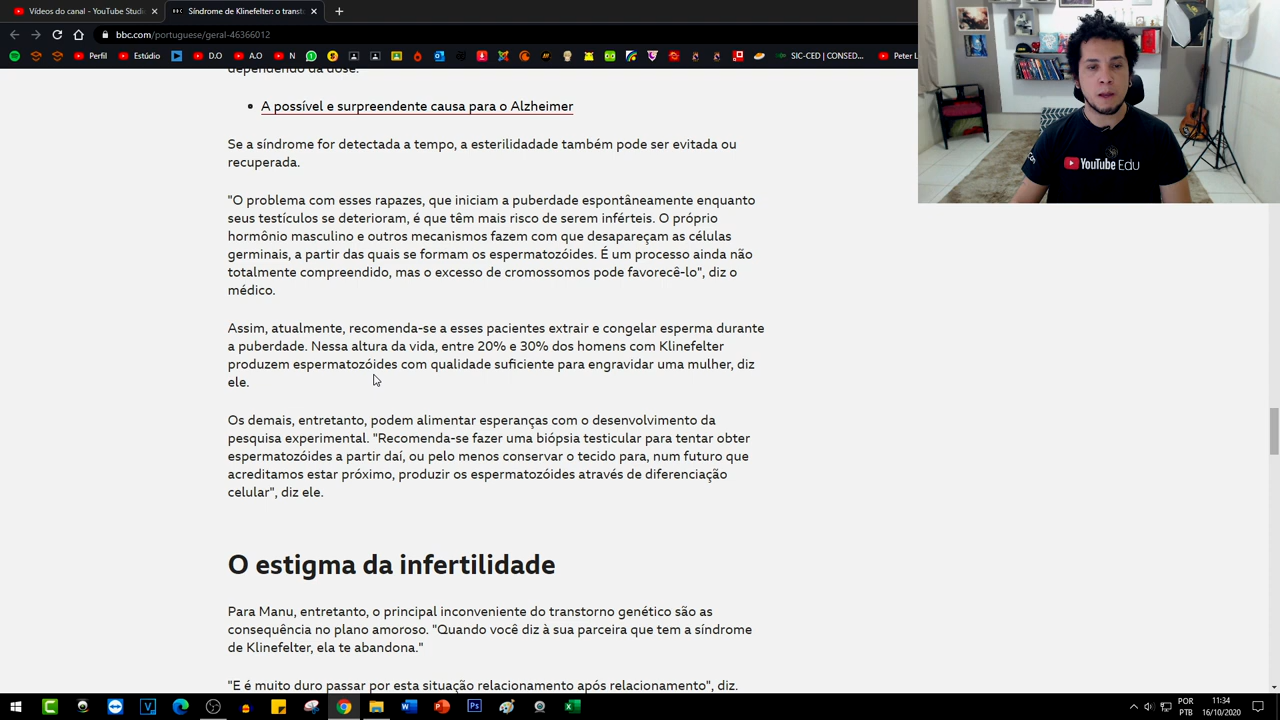 Vídeos do canal - YouTube Studi
Síndrome de Klinefelter: o transt
bbc.com/portuguese/geral-46366012
Perfil
Estúdio
D.O
A.O
N
SIC-CED | CONSED...
Peter L
dependendo da dose.
A possível e surpreendente causa para o Alzheimer
Se a síndrome for detectada a tempo, a esterilidadade também pode ser evitada ou
recuperada.
"O problema com esses rapazes, que iniciam a puberdade espontâneamente enquanto
seus testículos se deterioram, é que têm mais risco de serem inférteis. O próprio
hormônio masculino e outros mecanismos fazem com que desapareçam as células
germinais, a partir das quais se formam os espermatozóides. É um processo ainda não
totalmente compreendido, mas o excesso de cromossomos pode favorecê-lo", diz o
médico.
Assim, atualmente, recomenda-se a esses pacientes extrair e congelar esperma durante
a puberdade. Nessa altura da vida, entre 20% e 30% dos homens com Klinefelter
produzem espermatozóides com qualidade suficiente para engravidar uma mulher, diz
ele.
Os demais, entretanto, podem alimentar esperanças com o desenvolvimento da
pesquisa experimental. "Recomenda-se fazer uma biópsia testicular para tentar obter
espermatozóides a partir daí, ou pelo menos conservar o tecido para, num futuro que
acreditamos estar próximo, produzir os espermatozóides através de diferenciação
celular", diz ele.
O estigma da infertilidade
Para Manu, entretanto, o principal inconveniente do transtorno genético são as
consequência no plano amoroso. "Quando você diz à sua parceira que tem a síndrome
de Klinefelter, ela te abandona."
"E é muito duro passar por esta situação relacionamento após relacionamento", diz.
YouTube Edu
POR
PTB
11:34
16/10/2020